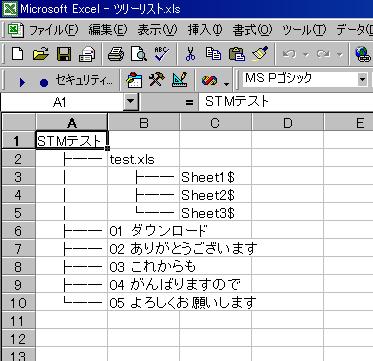 Microsoft Excel - ツリーリスト.xls
ファイル(F) 編集(E) 表示(V) 挿入(I) 書式(O) ツール(T) データ(D
ABC
セキュリティ... MS Pゴシック
A1 = STMテスト
A B C D E
1 STMテスト
2 ├── test.xls
3 │ ├── Sheet1$
4 │ ├── Sheet2$
5 │ └── Sheet3$
6 ├── 01 ダウンロード
7 ├── 02 ありがとうございます
8 ├── 03 これからも
9 ├── 04 がんばりますので
10 └── 05 よろしくお願いします
11
12
13